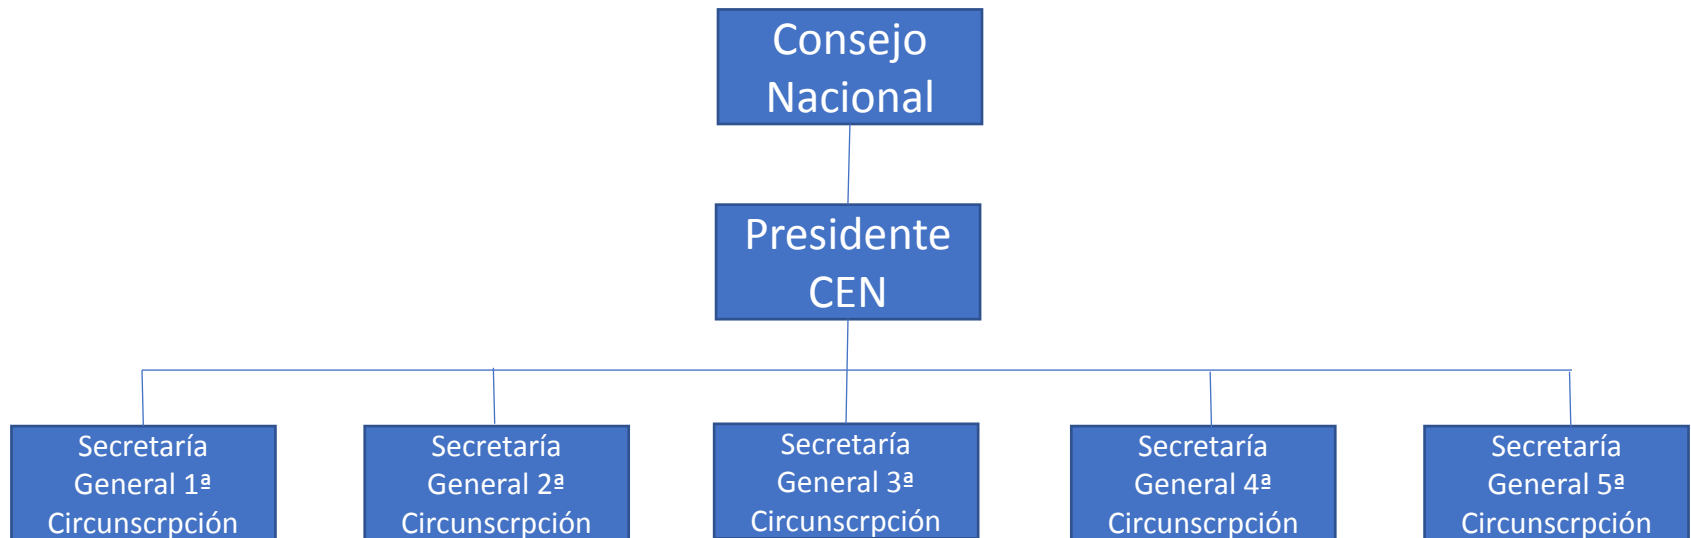 Consejo
Nacional
Presidente
CEN
Secretaría
General 1ª
Circunscrpción
Secretaría
General 2ª
Circunscrpción
Secretaría
General 3ª
Circunscrpción
Secretaría
General 4ª
Circunscrpción
Secretaría
General 5ª
Circunscrpción